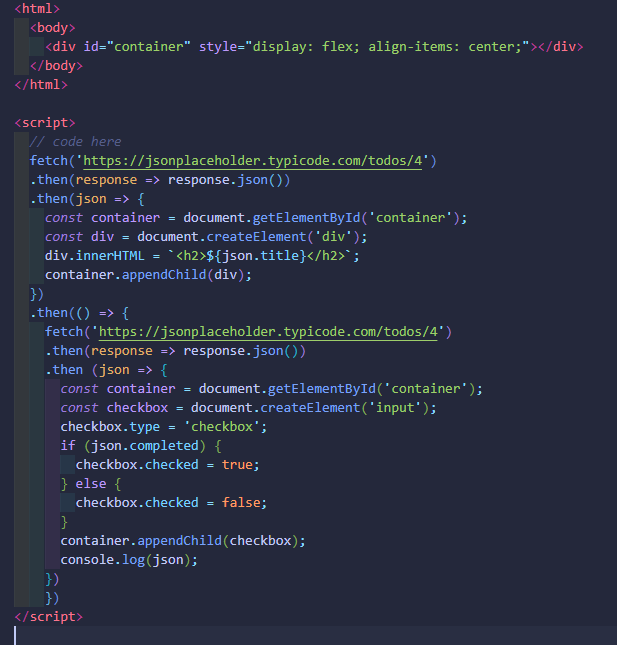 <html>
<body>
<div id="container" style="display: flex; align-items: center;"></div>
</body>
</html>
<script>
// code here
fetch('https://jsonplaceholder.typicode.com/todos/4')
.then(response => response.json())
.then(json => {
const container = document.getElementById('container');
const div = document.createElement('div');
div.innerHTML = `<h2>${json.title}</h2>`;
container.appendChild(div);
})
.then(() => {
fetch('https://jsonplaceholder.typicode.com/todos/4')
.then(response => response.json())
.then (json => {
const container = document.getElementById('container');
const checkbox = document.createElement('input');
checkbox.type = 'checkbox';
if (json.completed) {
checkbox.checked = true;
} else {
checkbox.checked = false;
}
container.appendChild(checkbox);
console.log(json);
})
})
</script>